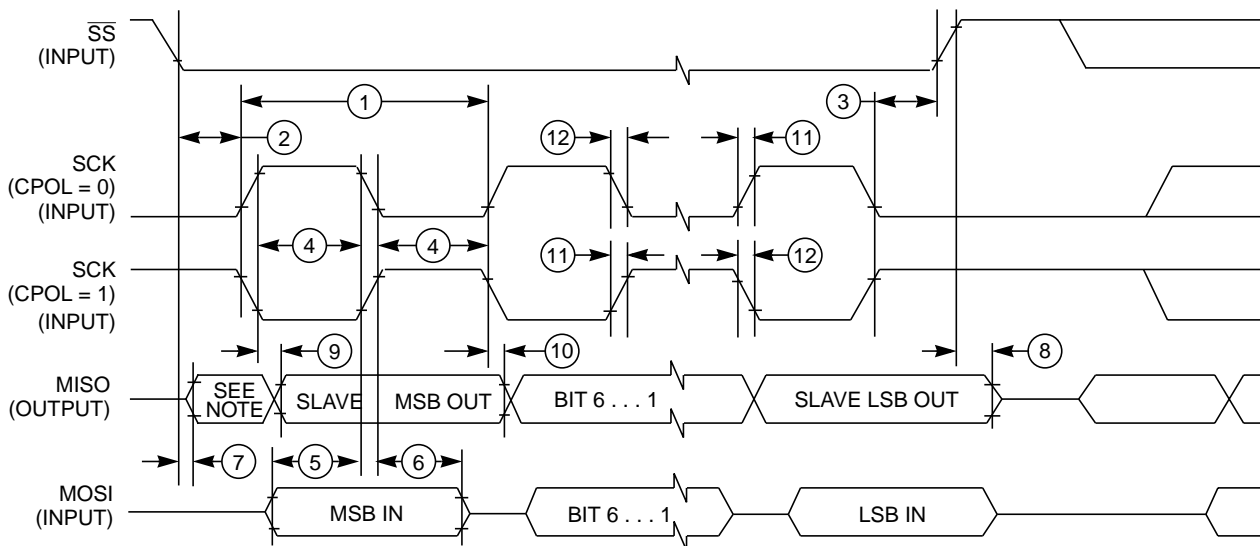 SS
(INPUT)
1
3
2
12
11
SCK
(CPOL = 0)
(INPUT)
4
4
11
12
SCK
(CPOL = 1)
(INPUT)
9
10
8
MISO
(OUTPUT)
SEE
NOTE
SLAVE
MSB OUT
BIT 6 . . . 1
SLAVE LSB OUT
7
5
6
MOSI
(INPUT)
MSB IN
BIT 6 . . . 1
LSB IN